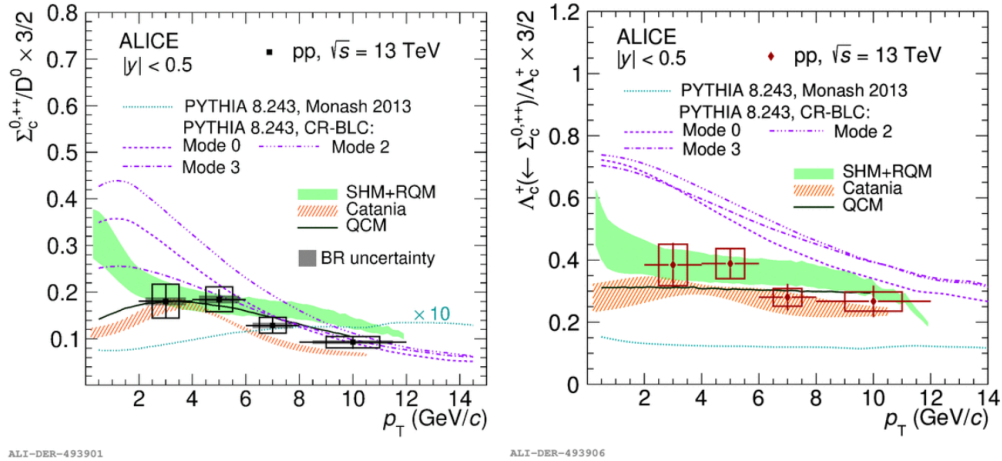 ALICE
|y| < 0.5
pp, √s = 13 TeV
PYTHIA 8.243, Monash 2013
PYTHIA 8.243, CR-BLC:
Mode 0
Mode 2
Mode 3
SHM+RQM
Catania
QCM
BR uncertainty
× 10
Σc0,++/D0 × 3/2
0.8
0.7
0.6
0.5
0.4
0.3
0.2
0.1
0 2 4 6 8 10 12 14
pT (GeV/c)
ALI-DER-493901
ALICE
|y| < 0.5
pp, √s = 13 TeV
PYTHIA 8.243, Monash 2013
PYTHIA 8.243, CR-BLC:
Mode 0
Mode 2
Mode 3
SHM+RQM
Catania
QCM
Λc+(← Σc0,++)/Λc+ × 3/2
1.2
1
0.8
0.6
0.4
0.2
0
0 2 4 6 8 10 12 14
pT (GeV/c)
ALI-DER-493906